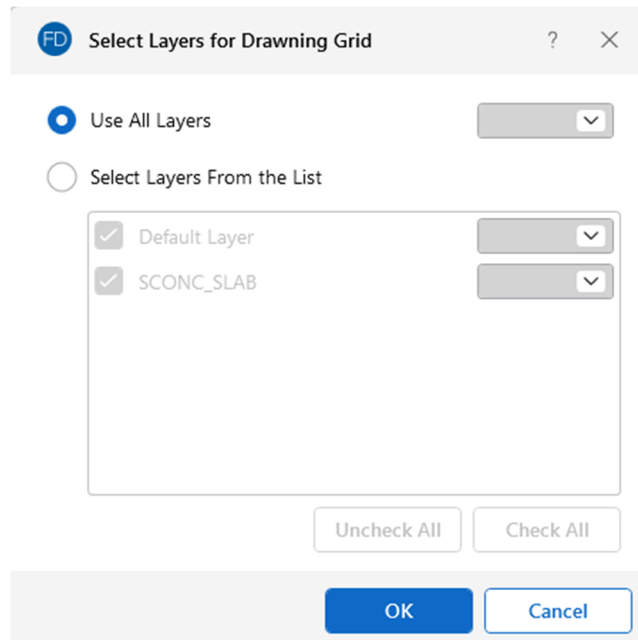 FD Select Layers for Drawning Grid ?
Use All Layers
Select Layers From the List
Default Layer
SCONC_SLAB
Uncheck All Check All
OK Cancel